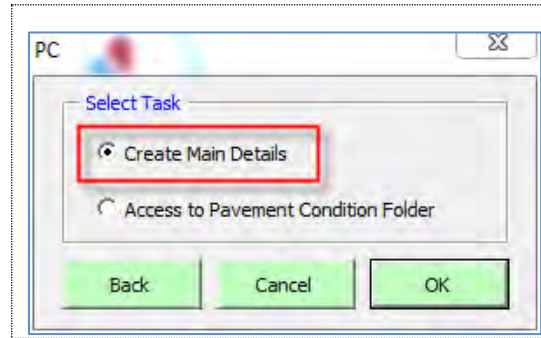 PC
Select Task
Create Main Details
Access to Pavement Condition Folder
Back Cancel OK